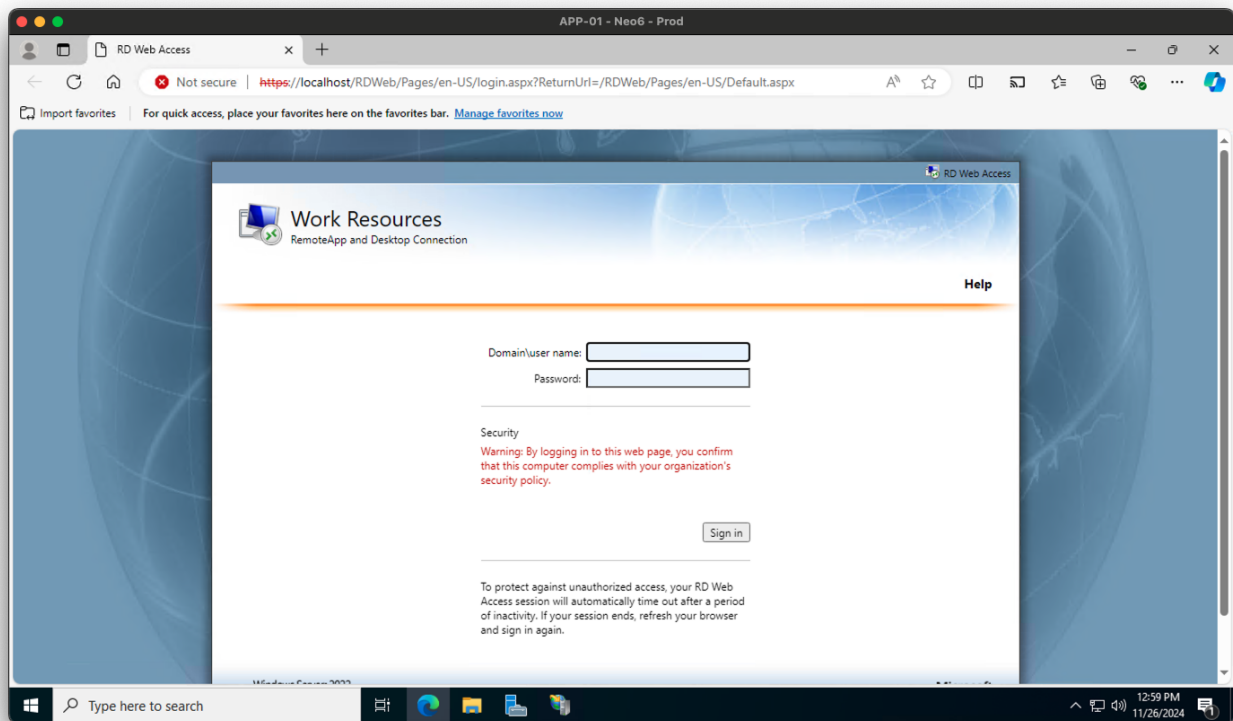 APP-01 - Neo6 - Prod
RD Web Access
Not secure
https://localhost/RDWeb/Pages/en-US/login.aspx?ReturnUrl=/RDWeb/Pages/en-US/Default.aspx
Import favorites
For quick access, place your favorites here on the favorites bar. Manage favorites now
RD Web Access
Work Resources
RemoteApp and Desktop Connection
Help
Domain\user name:
Password:
Security
Warning: By logging in to this web page, you confirm
that this computer complies with your organization's
security policy.
Sign in
To protect against unauthorized access, your RD Web
Access session will automatically time out after a period
of inactivity. If your session ends, refresh your browser
and sign in again.
Windows Server 2022
Microsoft
Type here to search
12:59 PM
11/26/2024
1